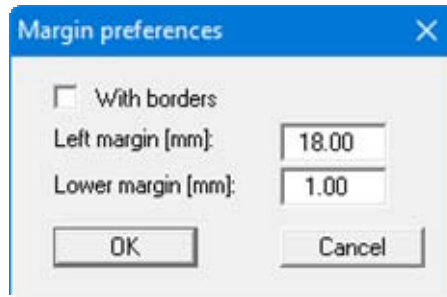 Margin preferences
With borders
Left margin [mm]: 18.00
Lower margin [mm]: 1.00
OK Cancel